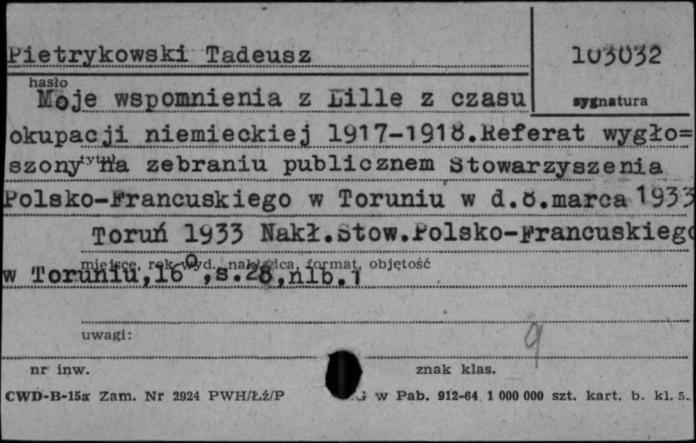 Pietrykowski Tadeusz
103032
hasło
sygnatura
Moje wspomnienia z Lille z czasu
okupacji niemieckiej 1917-1918.Referat wygło=
szony na zebraniu publicznem Stowarzyszenia
tytuł
Polsko-Francuskiego w Toruniu w d.8.marca 1933
Toruń 1933 Nakł.Stow.Polsko-Francuskieg
miejsce, rok wyd., nakładca, format, objętość
w Toruniu,16°,s.28,nlb.1
uwagi:
9
nr inw.
znak klas.
CWD-B-15a Zam. Nr 2924 PWH/Łż/P G w Pab. 912-64 1 000 000 szt. kart. b. kl. 5.